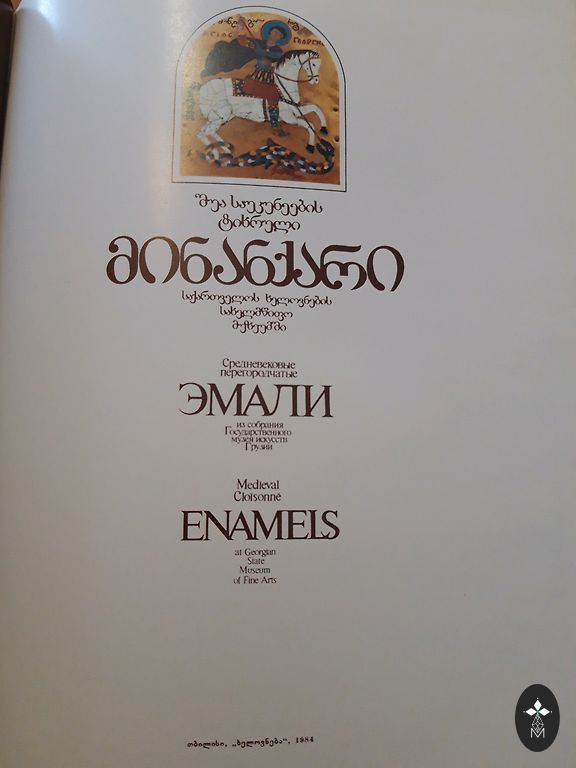 შუა საუკუნეების
ტიხრული
მინანქარი
საქართველოს ხელოვნების
სახელმწიფო
მუზეუმში
Средневековые
перегородчатые
ЭМАЛИ
из собрания
Государственного
музея искусств
Грузии
Medieval
Cloisonné
ENAMELS
at Georgian
State
Museum
of Fine Arts
თბილისი, „ხელოვნება“, 1984